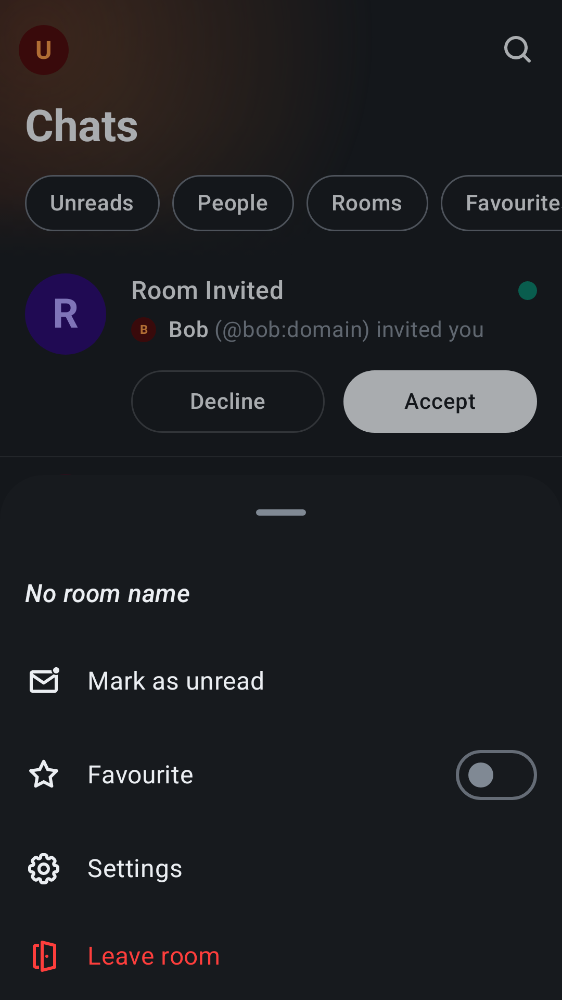 U
Chats
Unreads People Rooms Favourite
R
Room Invited
B Bob (@bob:domain) invited you
Decline Accept
No room name
Mark as unread
Favourite
Settings
Leave room